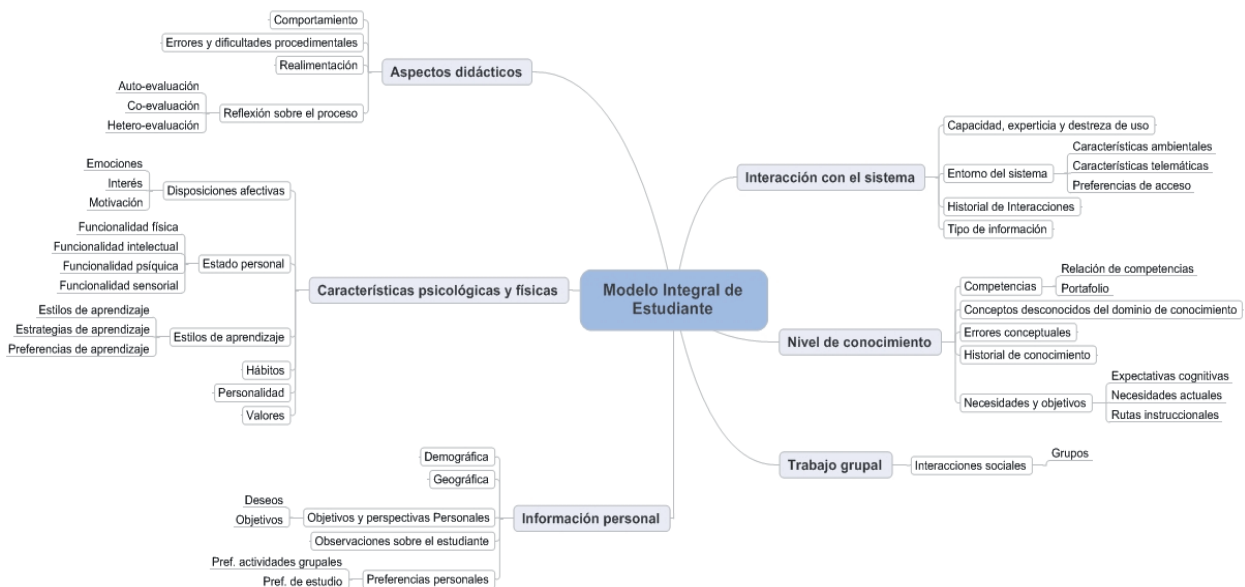 Comportamiento
Errores y dificultades procedimentales
Realimentación
Aspectos didácticos
Auto-evaluación
Co-evaluación
Hetero-evaluación
Reflexión sobre el proceso
Emociones
Interés
Motivación
Disposiciones afectivas
Funcionalidad física
Funcionalidad intelectual
Funcionalidad psíquica
Funcionalidad sensorial
Estado personal
Características psicológicas y físicas
Estilos de aprendizaje
Estrategias de aprendizaje
Preferencias de aprendizaje
Estilos de aprendizaje
Hábitos
Personalidad
Valores
Demográfica
Geográfica
Deseos
Objetivos
Objetivos y perspectivas Personales
Información personal
Observaciones sobre el estudiante
Pref. actividades grupales
Pref. de estudio
Preferencias personales
Modelo Integral de
Estudiante
Interacción con el sistema
Capacidad, experticia y destreza de uso
Entorno del sistema
Características ambientales
Características telemáticas
Preferencias de acceso
Historial de Interacciones
Tipo de información
Nivel de conocimiento
Competencias
Relación de competencias
Portafolio
Conceptos desconocidos del dominio de conocimiento
Errores conceptuales
Historial de conocimiento
Necesidades y objetivos
Expectativas cognitivas
Necesidades actuales
Rutas instruccionales
Trabajo grupal
Interacciones sociales
Grupos